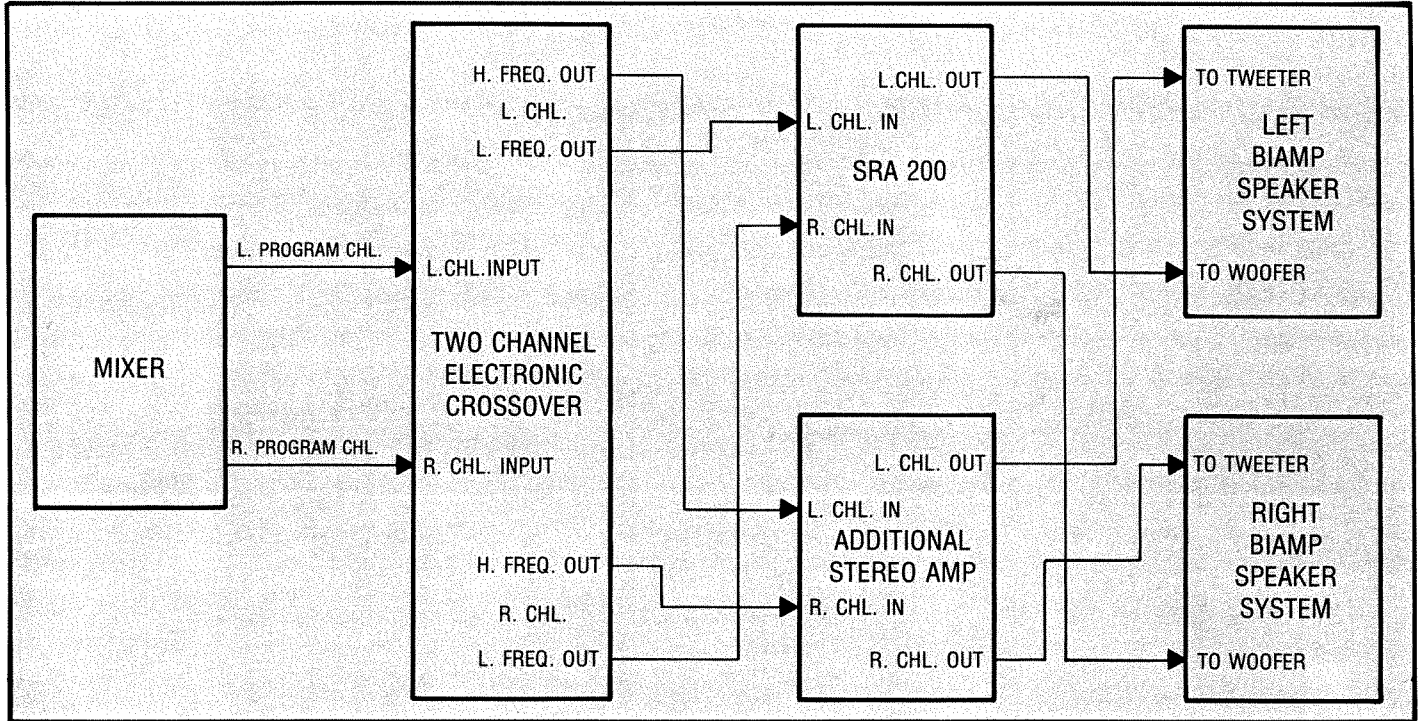 MIXER
L. PROGRAM CHL.
R. PROGRAM CHL.
H. FREQ. OUT
L. CHL.
L. FREQ. OUT
L.CHL.INPUT
TWO CHANNEL
ELECTRONIC
CROSSOVER
R. CHL. INPUT
H. FREQ. OUT
R. CHL.
L. FREQ. OUT
L.CHL. OUT
L. CHL. IN
SRA 200
R. CHL.IN
R. CHL. OUT
L. CHL. OUT
L. CHL. IN
ADDITIONAL
STEREO AMP
R. CHL. IN
R. CHL. OUT
TO TWEETER
LEFT
BIAMP
SPEAKER
SYSTEM
TO WOOFER
TO TWEETER
RIGHT
BIAMP
SPEAKER
SYSTEM
TO WOOFER